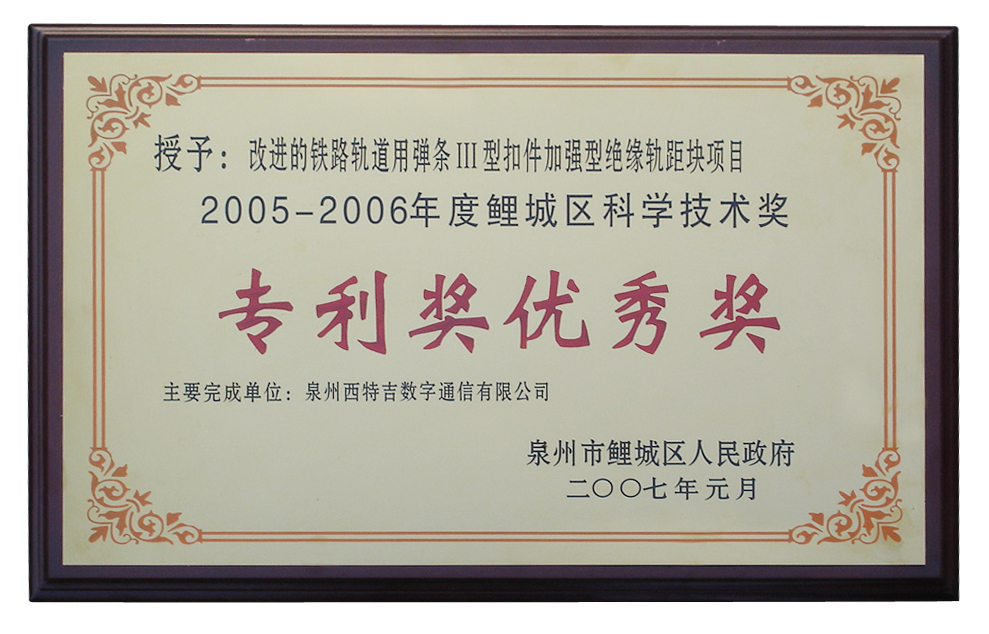 授予：改进的铁路轨道用弹条III型扣件加强型绝缘轨距块项目
2005-2006年度鲤城区科学技术奖
专利奖优秀奖
主要完成单位：泉州西特吉数字通信有限公司
泉州市鲤城区人民政府
二〇〇七年元月